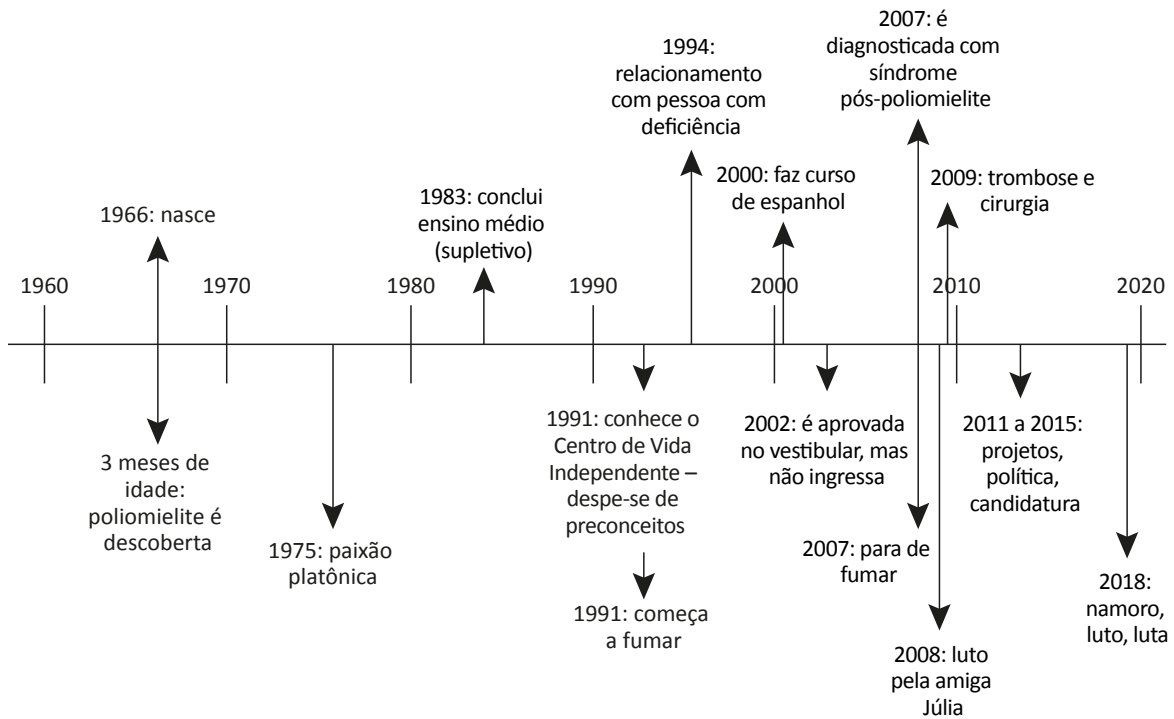 1966: nasce
1983: conclui
ensino médio
(supletivo)
1994:
relacionamento
com pessoa com
deficiência
2000: faz curso
de espanhol
2007: é
diagnosticada com
síndrome
pós-poliomielite
2009: trombose e
cirurgia
1960
1970
1980
1990
2000
2010
2020
3 meses de
idade:
poliomielite é
descoberta
1975: paixão
platônica
1991: conhece o
Centro de Vida
Independente –
despe-se de
preconceitos
1991: começa
a fumar
2002: é aprovada
no vestibular, mas
não ingressa
2007: para de
fumar
2008: luto
pela amiga
Júlia
2011 a 2015:
projetos,
política,
candidatura
2018:
namoro,
luto, luta